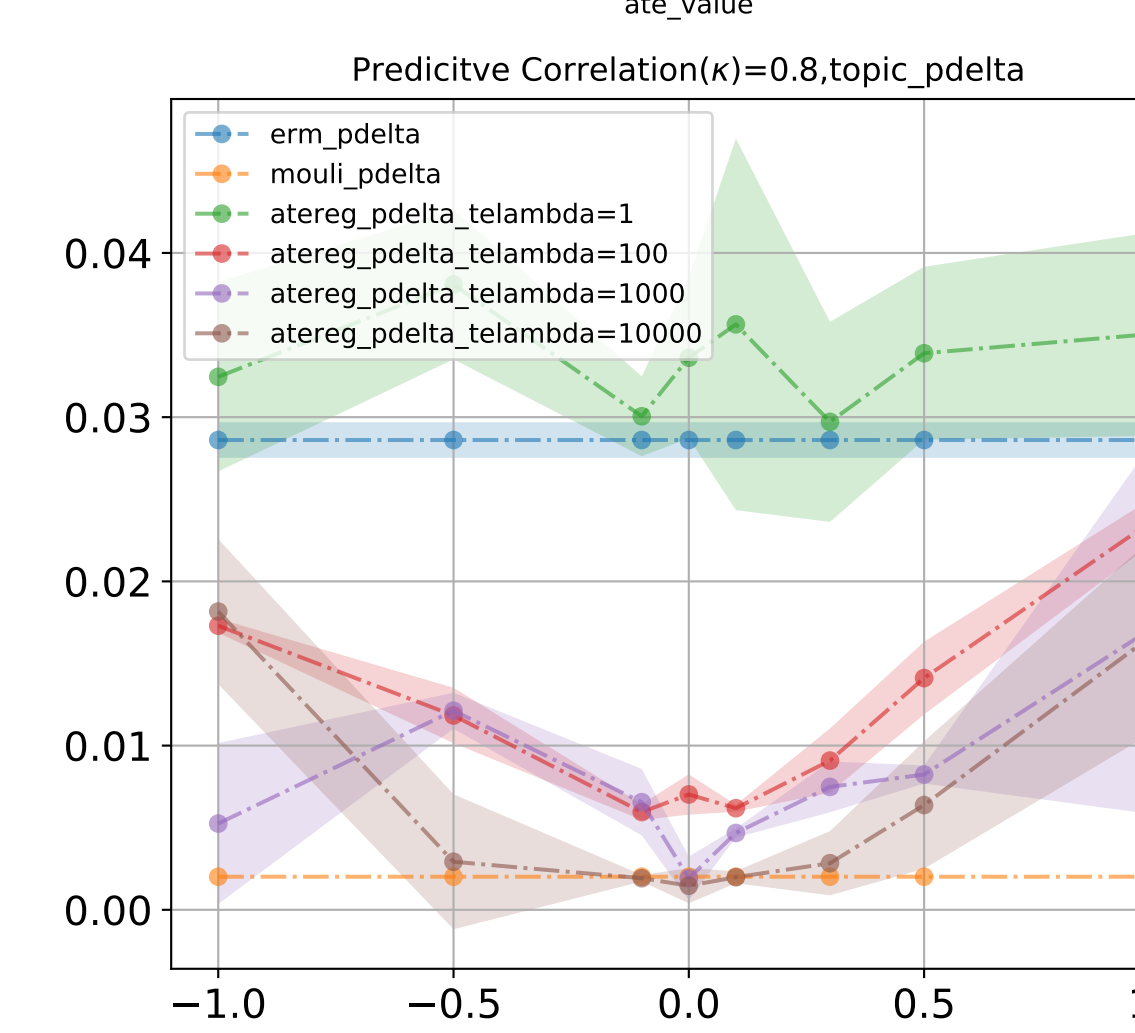 ate_value
Predicitve Correlation(κ)=0.8,topic_pdelta
erm_pdelta
mouli_pdelta
atereg_pdelta_telambda=1
atereg_pdelta_telambda=100
atereg_pdelta_telambda=1000
atereg_pdelta_telambda=10000
0.04
0.03
0.02
0.01
0.00
−1.0 −0.5 0.0 0.5